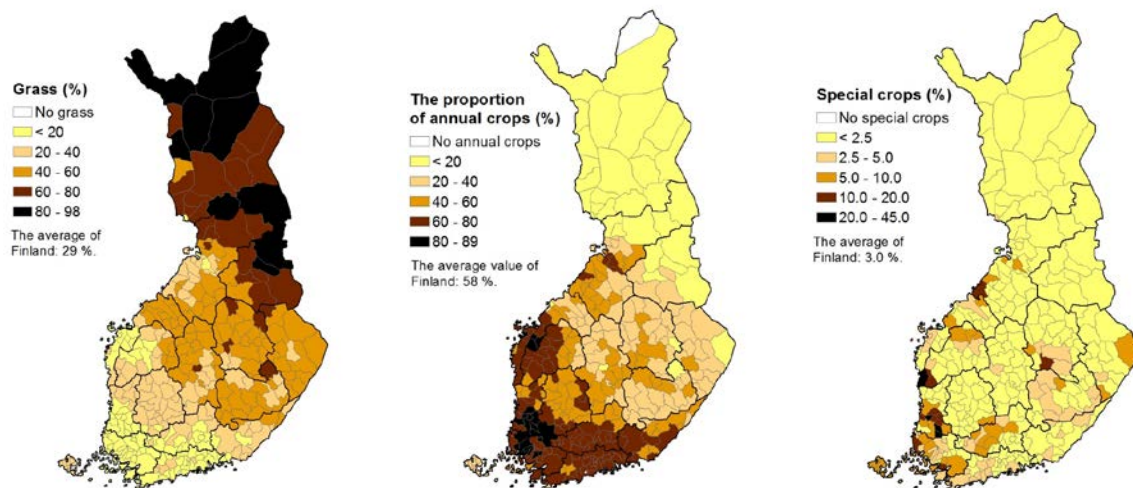 Grass (%)
No grass
< 20
20 - 40
40 - 60
60 - 80
80 - 98
The average of
Finland: 29 %.
The proportion
of annual crops (%)
No annual crops
< 20
20 - 40
40 - 60
60 - 80
80 - 89
The average value of
Finland: 58 %.
Special crops (%)
No special crops
< 2.5
2.5 - 5.0
5.0 - 10.0
10.0 - 20.0
20.0 - 45.0
The average of
Finland: 3.0 %.